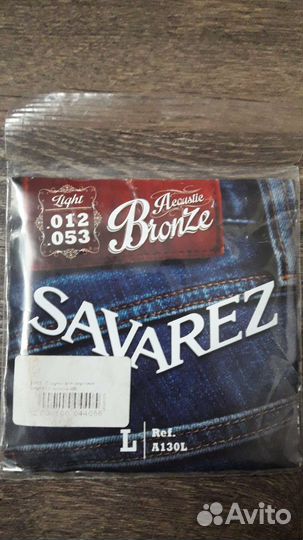 Light
.012
.053
Acoustic
Bronze
SAVAREZ
L
Ref.
A130L
Avito